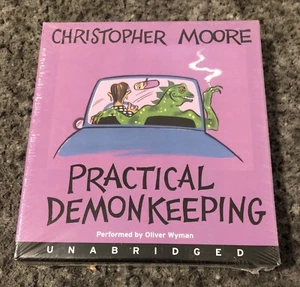 CHRISTOPHER MOORE
PRACTICAL
DEMONKEEPING
Performed by Oliver Wyman
UNABRIDGED